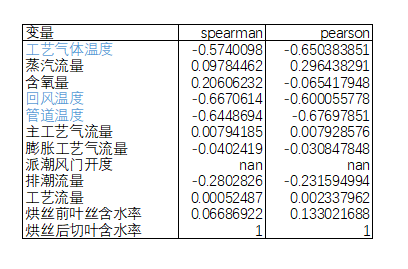 变量 spearman pearson
工艺气体温度 -0.5740098 -0.650383851
蒸汽流量 0.09784462 0.296438291
含氧量 0.20606232 -0.065417948
回风温度 -0.6670614 -0.600055778
管道温度 -0.6448694 -0.67697851
主工艺气流量 0.00794185 0.007928576
膨胀工艺气流量 -0.0402419 -0.030847848
派潮风门开度 nan nan
排潮流量 -0.2802826 -0.231594994
工艺流量 0.00052487 0.002337962
烘丝前叶丝含水率 0.06686922 0.133021688
烘丝后切叶含水率 1 1